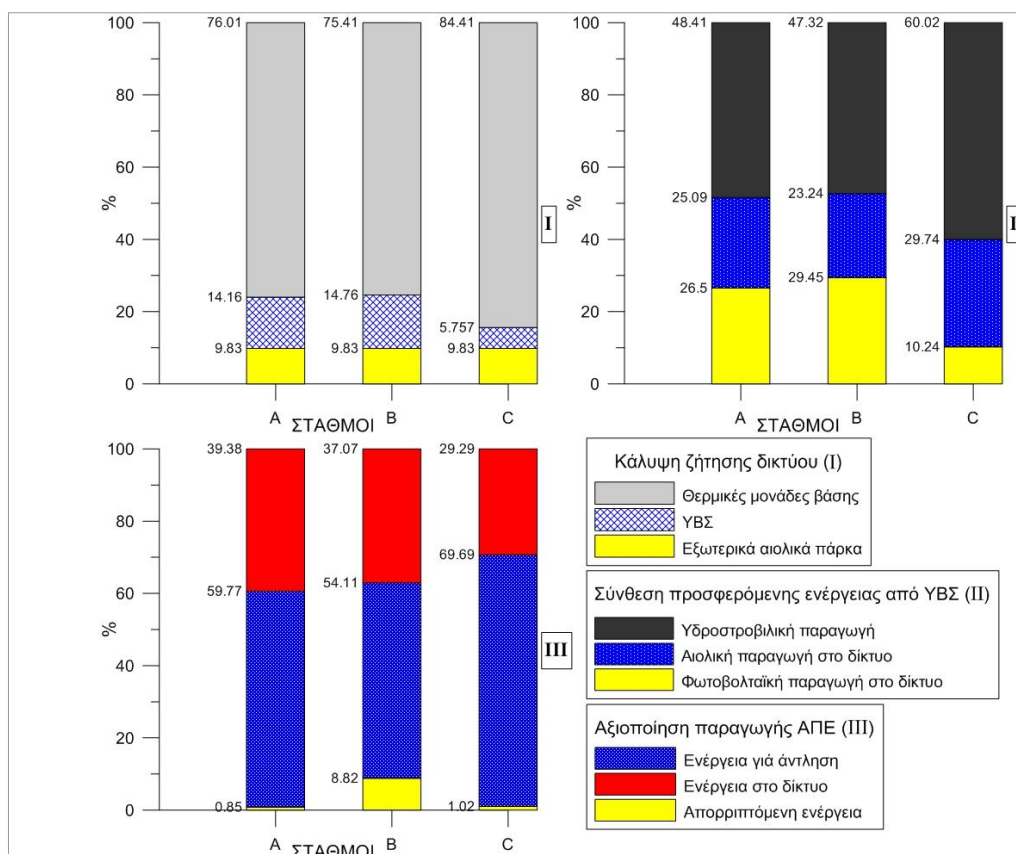 100
80
60
40
20
0
%
76.01
14.16
9.83
75.41
14.76
9.83
84.41
5.757
9.83
A
B
C
ΣΤΑΘΜΟΙ
I
100
80
60
40
20
0
%
48.41
25.09
26.5
47.32
23.24
29.45
60.02
29.74
10.24
A
B
C
ΣΤΑΘΜΟΙ
100
80
60
40
20
0
%
39.38
59.77
0.85
37.07
54.11
8.82
29.29
69.69
1.02
A
B
C
ΣΤΑΘΜΟΙ
III
Κάλυψη ζήτησης δικτύου (I)
Θερμικές μονάδες βάσης
ΥΒΣ
Εξωτερικά αιολικά πάρκα
Σύνθεση προσφερόμενης ενέργειας από ΥΒΣ (II)
Υδροστροβιλική παραγωγή
Αιολική παραγωγή στο δίκτυο
Φωτοβολταϊκή παραγωγή στο δίκτυο
Αξιοποίηση παραγωγής ΑΠΕ (III)
Ενέργεια γιά άντληση
Ενέργεια στο δίκτυο
Απορριπτόμενη ενέργεια